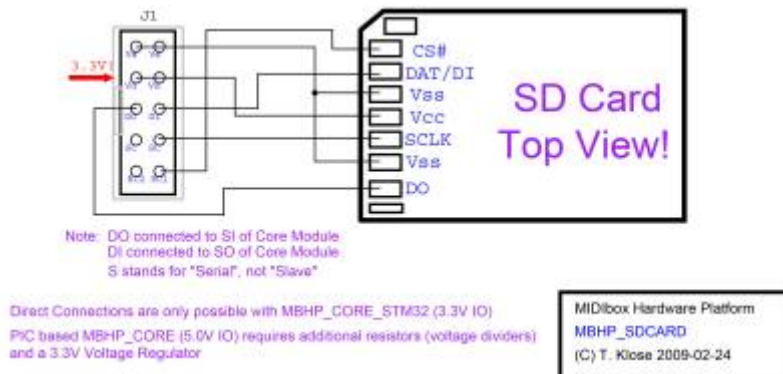 J1
CS#
3.3V!
DAT/DI
Vss
Vcc
SCLK
Vss
DO
SD Card
Top View!
Note: DO connected to SI of Core Module
DI connected to SO of Core Module
S stands for "Serial", not "Slave"
Direct Connections are only possible with MBHP_CORE_STM32 (3.3V IO)
PIC based MBHP_CORE (5.0V IO) requires additional resistors (voltage dividers)
and a 3.3V Voltage Regulator
MIDIbox Hardware Platform
MBHP_SDCARD
(C) T. Klose 2009-02-24